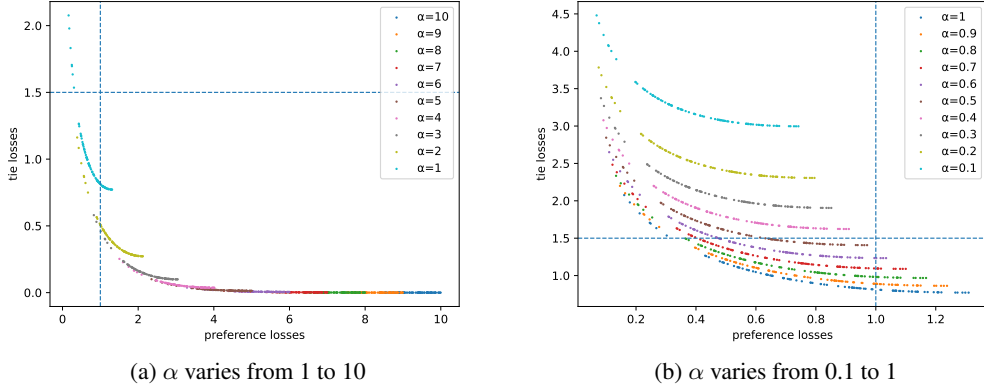 2.0
1.5
1.0
0.5
0.0
tie losses
0
2
4
6
8
10
preference losses
α=10
α=9
α=8
α=7
α=6
α=5
α=4
α=3
α=2
α=1
(a) α varies from 1 to 10
4.5
4.0
3.5
3.0
2.5
2.0
1.5
1.0
tie losses
0.2
0.4
0.6
0.8
1.0
1.2
preference losses
α=1
α=0.9
α=0.8
α=0.7
α=0.6
α=0.5
α=0.4
α=0.3
α=0.2
α=0.1
(b) α varies from 0.1 to 1